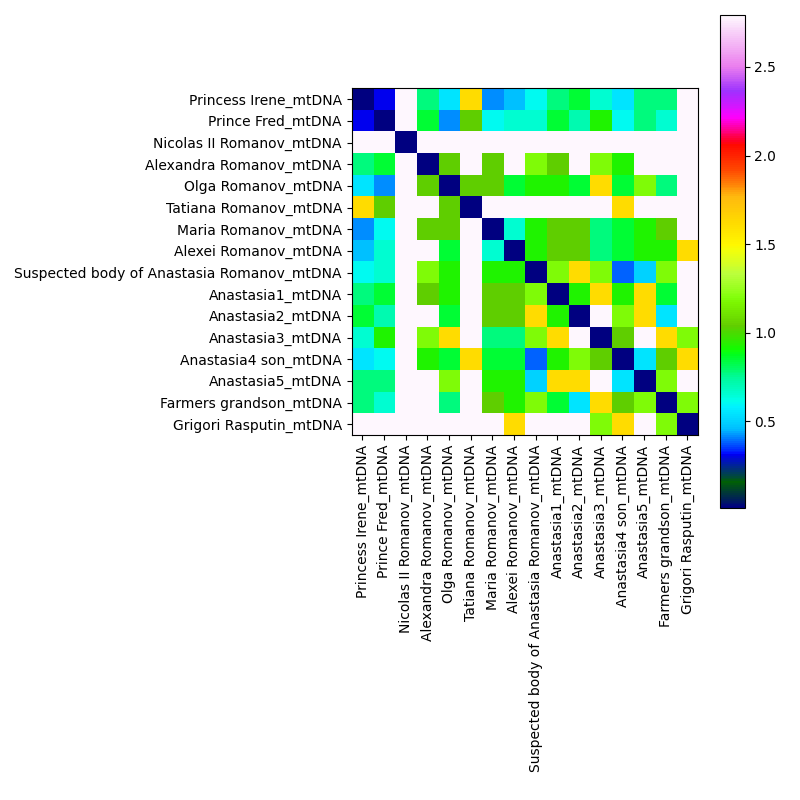 Princess Irene_mtDNA
Prince Fred_mtDNA
Nicolas II Romanov_mtDNA
Alexandra Romanov_mtDNA
Olga Romanov_mtDNA
Tatiana Romanov_mtDNA
Maria Romanov_mtDNA
Alexei Romanov_mtDNA
Suspected body of Anastasia Romanov_mtDNA
Anastasia1_mtDNA
Anastasia2_mtDNA
Anastasia3_mtDNA
Anastasia4 son_mtDNA
Anastasia5_mtDNA
Farmers grandson_mtDNA
Grigori Rasputin_mtDNA
Princess Irene_mtDNA
Prince Fred_mtDNA
Nicolas II Romanov_mtDNA
Alexandra Romanov_mtDNA
Olga Romanov_mtDNA
Tatiana Romanov_mtDNA
Maria Romanov_mtDNA
Alexei Romanov_mtDNA
Suspected body of Anastasia Romanov_mtDNA
Anastasia1_mtDNA
Anastasia2_mtDNA
Anastasia3_mtDNA
Anastasia4 son_mtDNA
Anastasia5_mtDNA
Farmers grandson_mtDNA
Grigori Rasputin_mtDNA
2.5
2.0
1.5
1.0
0.5